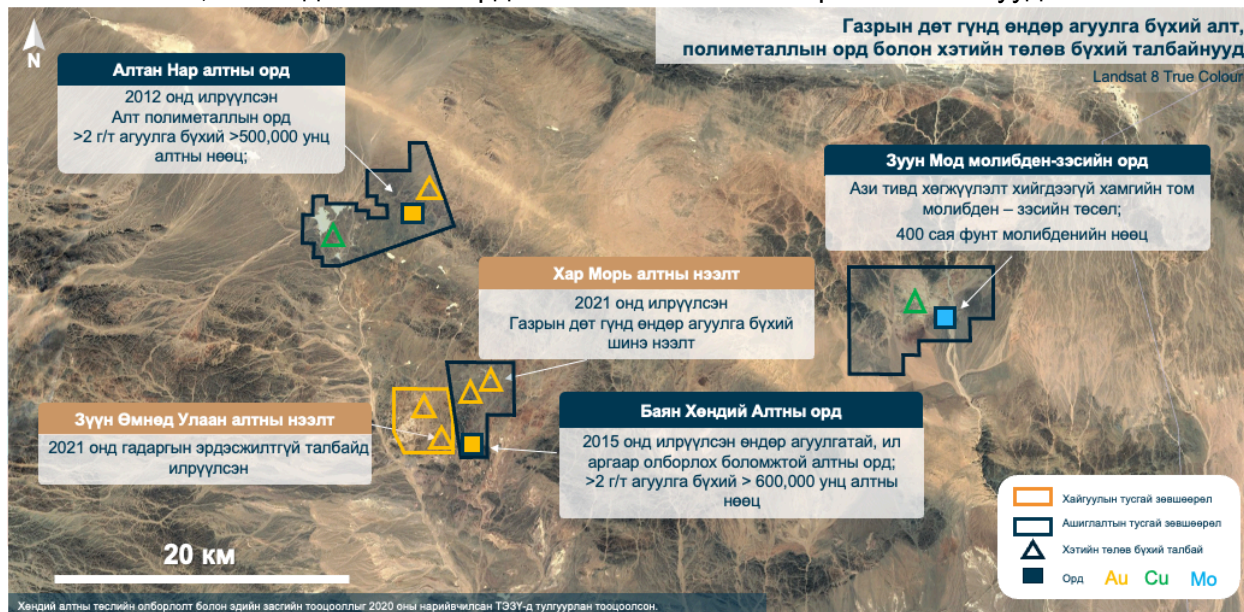 Газрын дөт гүнд өндөр агуулга бүхий алт,
полиметаллын орд болон хэтийн төлөв бүхий талбайнууд
Landsat 8 True Colour
N
Алтан Нар алтны орд
2012 онд илрүүлсэн
Алт полиметаллын орд
>2 г/т агуулга бүхий >500,000 унц
алтны нөөц;
Зуун Мод молибден-зэсийн орд
Ази тивд хөгжүүлэлт хийгдээгүй хамгийн том
молибден – зэсийн төсөл;
400 сая фунт молибдений нөөц
Хар Морь алтны нээлт
2021 онд илрүүлсэн
Газрын дөт гүнд өндөр агуулга бүхий
шинэ нээлт
Зүүн Өмнөд Улаан алтны нээлт
2021 онд гадаргын эрдэсжилтгүй талбайд
илрүүлсэн
Баян Хөндий Алтны орд
2015 онд илрүүлсэн өндөр агуулгатай, ил
аргаар олборлох боломжтой алтны орд;
>2 г/т агуулга бүхий > 600,000 унц алтны
нөөц
20 км
Хайгуулын тусгай зөвшөөрөл
Ашиглалтын тусгай зөвшөөрөл
Хэтийн төлөв бүхий талбай
Орд Au Cu Mo
Хөндий алтны төслийн олборлолт болон эдийн засгийн тооцооллыг 2020 оны нарийвчилсан ТЭЗҮ-д тулгуурлан тооцоолсон.